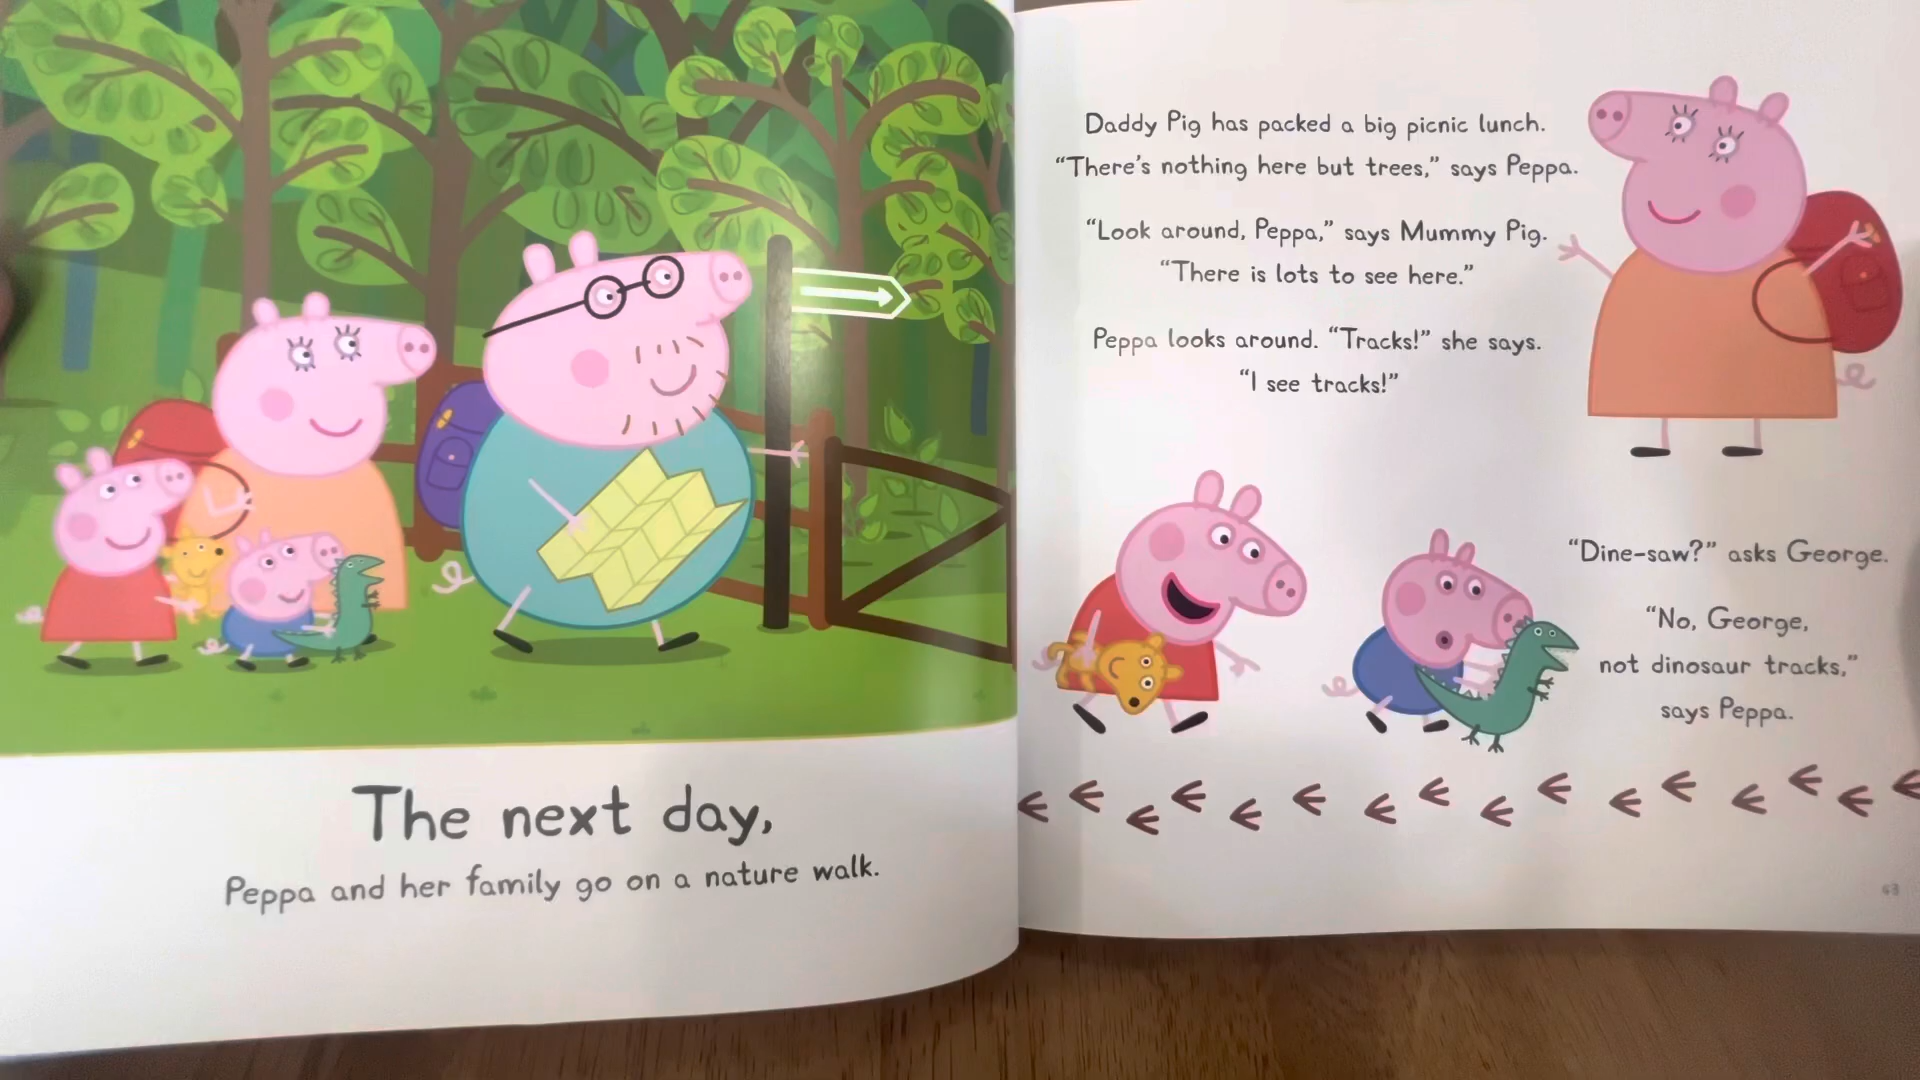 The next day,
Peppa and her family go on a nature walk.
Daddy Pig has packed a big picnic lunch.
“There’s nothing here but trees,” says Peppa.
“Look around, Peppa,” says Mummy Pig.
“There is lots to see here.”
Peppa looks around. “Tracks!” she says.
“I see tracks!”
“Dine-saw?” asks George.
“No, George,
not dinosaur tracks,”
says Peppa.
43